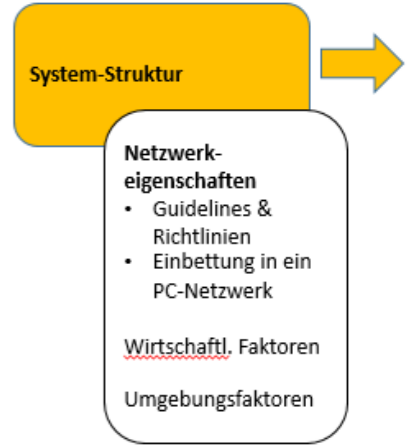 System-Struktur
Netzwerk-
eigenschaften
• Guidelines &
Richtlinien
• Einbettung in ein
PC-Netzwerk
Wirtschaftl. Faktoren
Umgebungsfaktoren